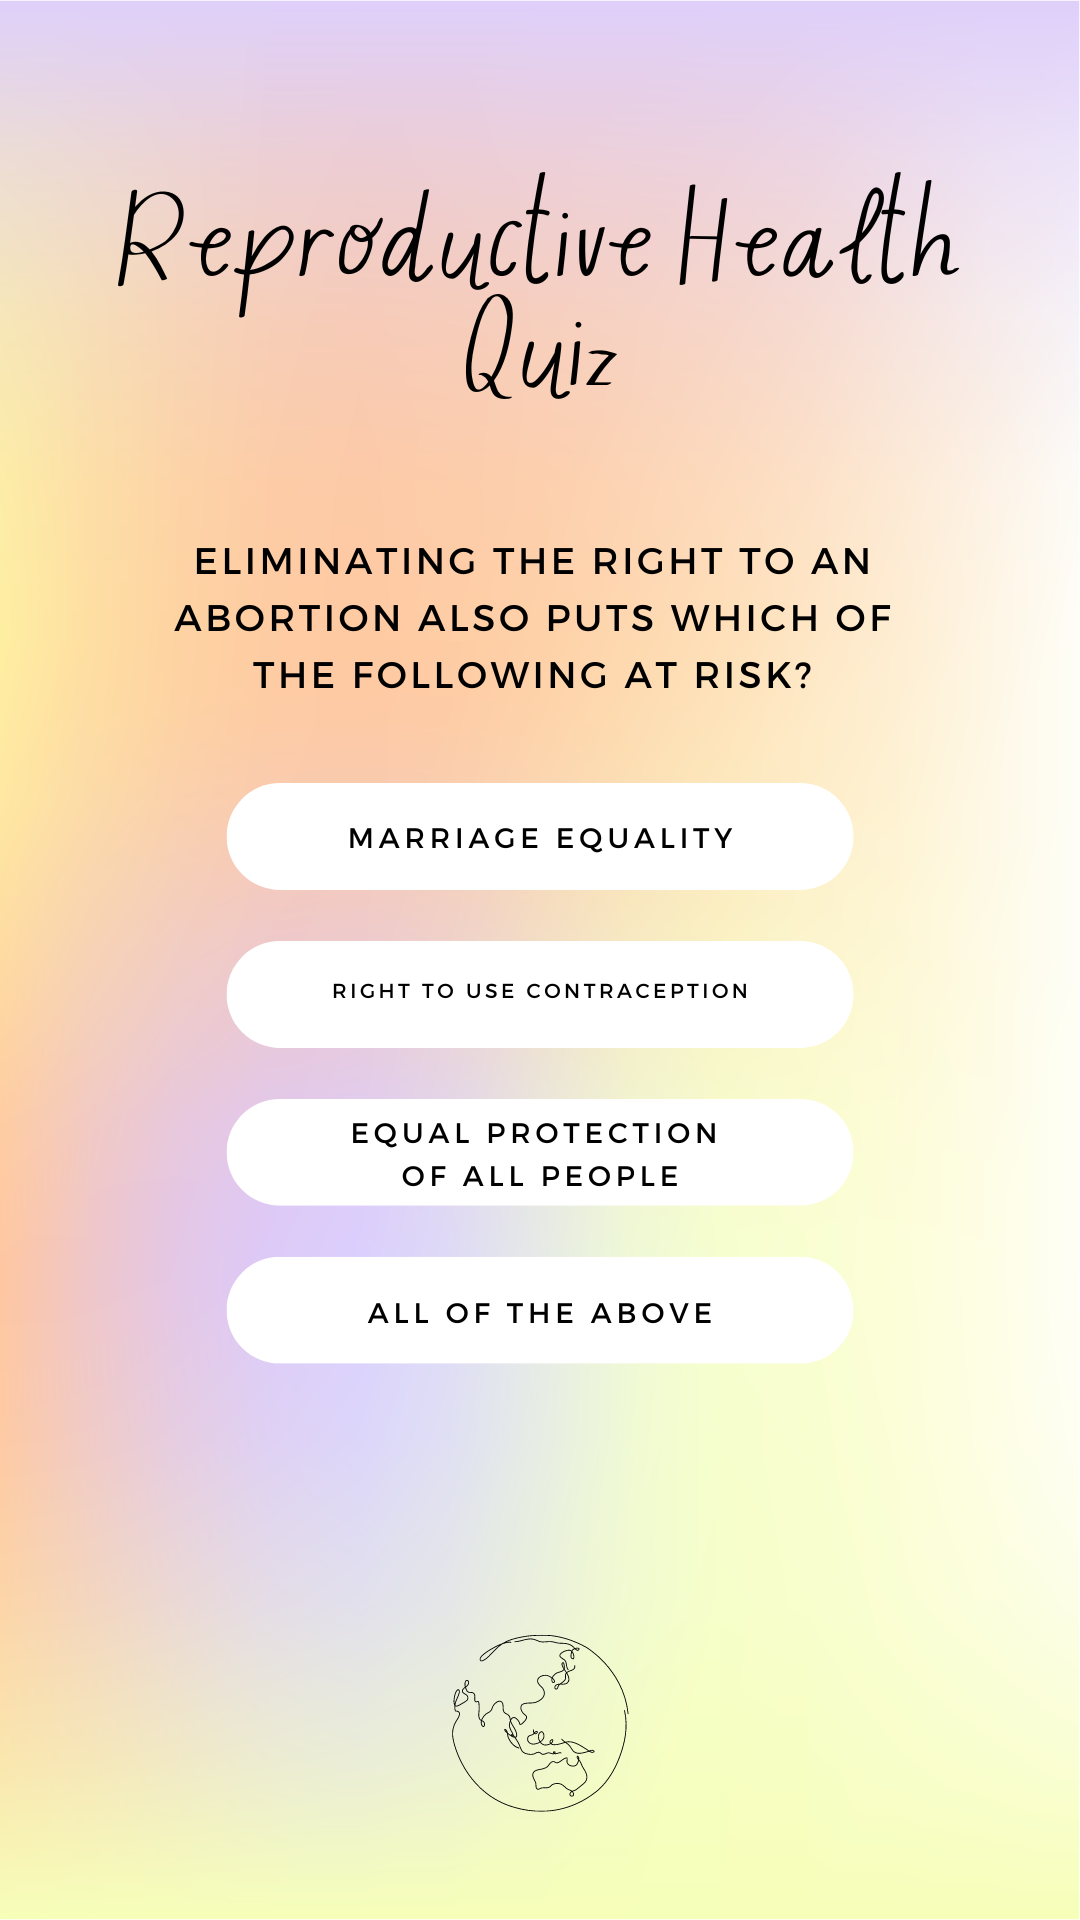 Reproductive Health
Quiz
ELIMINATING THE RIGHT TO AN
ABORTION ALSO PUTS WHICH OF
THE FOLLOWING AT RISK?
MARRIAGE EQUALITY
RIGHT TO USE CONTRACEPTION
EQUAL PROTECTION
OF ALL PEOPLE
ALL OF THE ABOVE